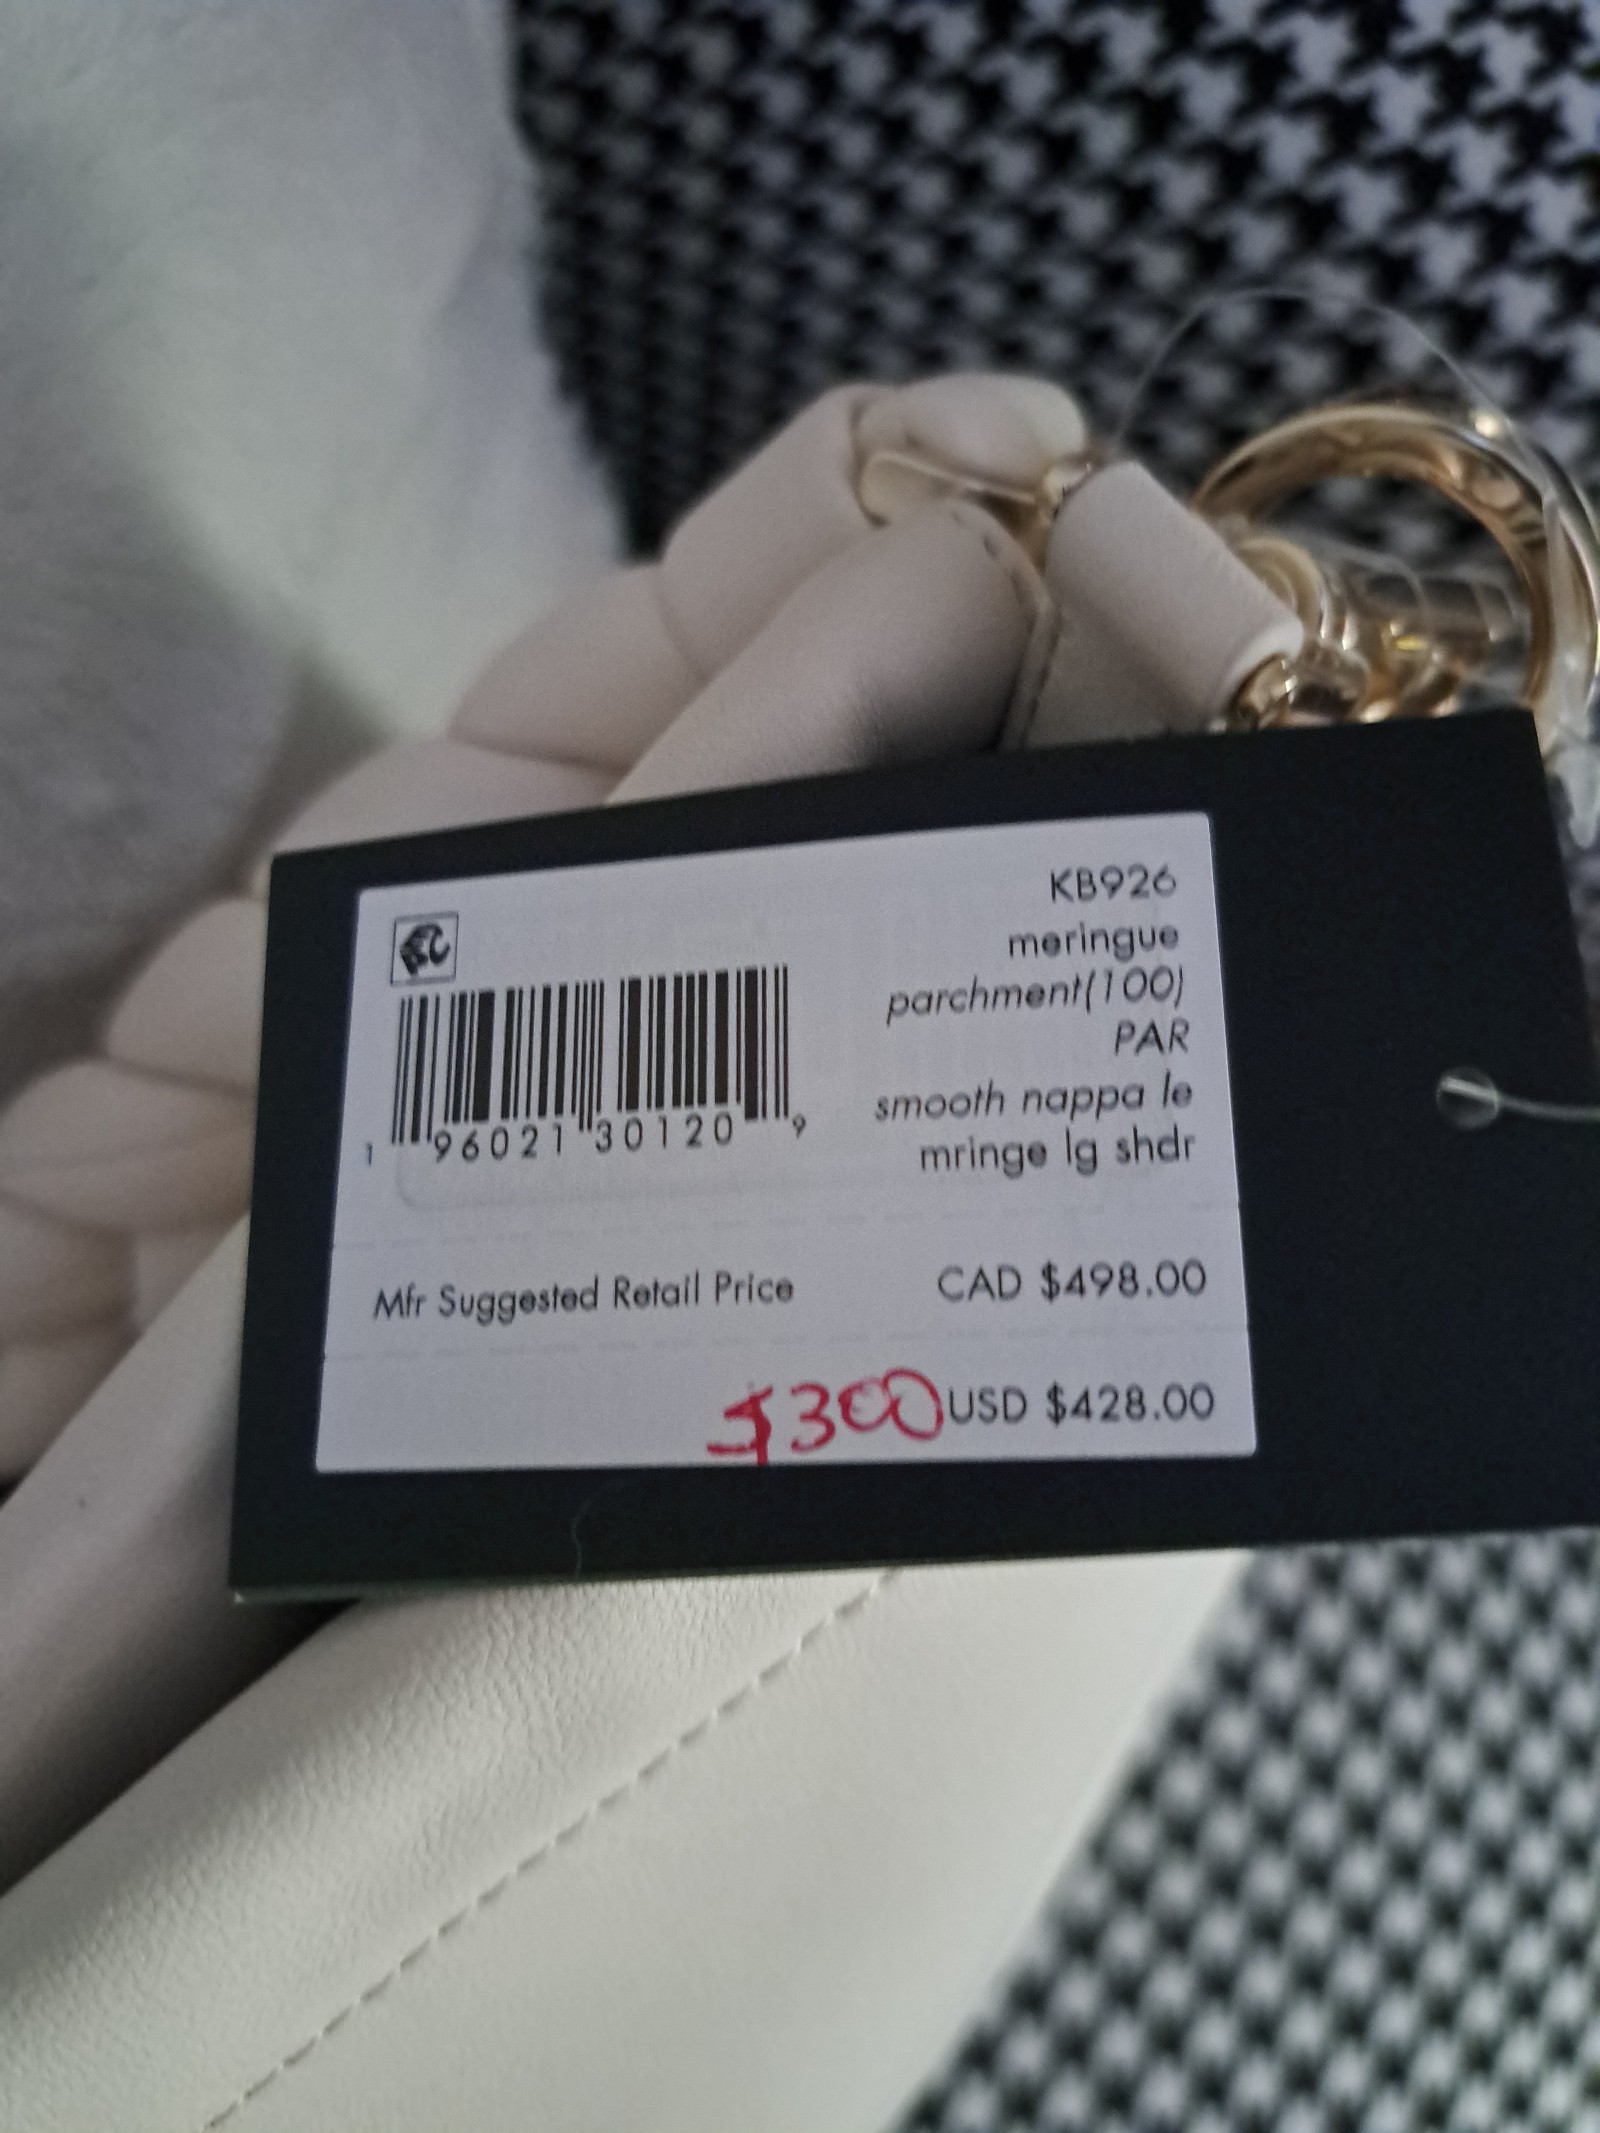 KB926
meringue
parchment(100)
PAR
smooth nappa le
mringe lg shdr
1 96021 30120 9
Mfr Suggested Retail Price CAD $498.00
$300 USD $428.00